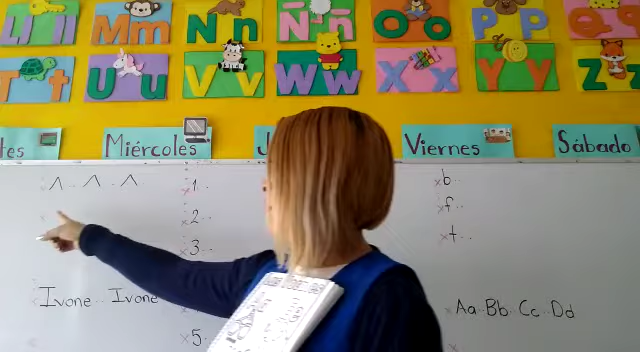 Ll Mm Nn Ññ Oo Pp
Tt Uu Vv Ww Xx Yy Zz
tes Miércoles J Viernes Sábado
^ ^ ^ 1 b
2 f
3 t
Ivone Ivone Aa Bb Cc Dd
5